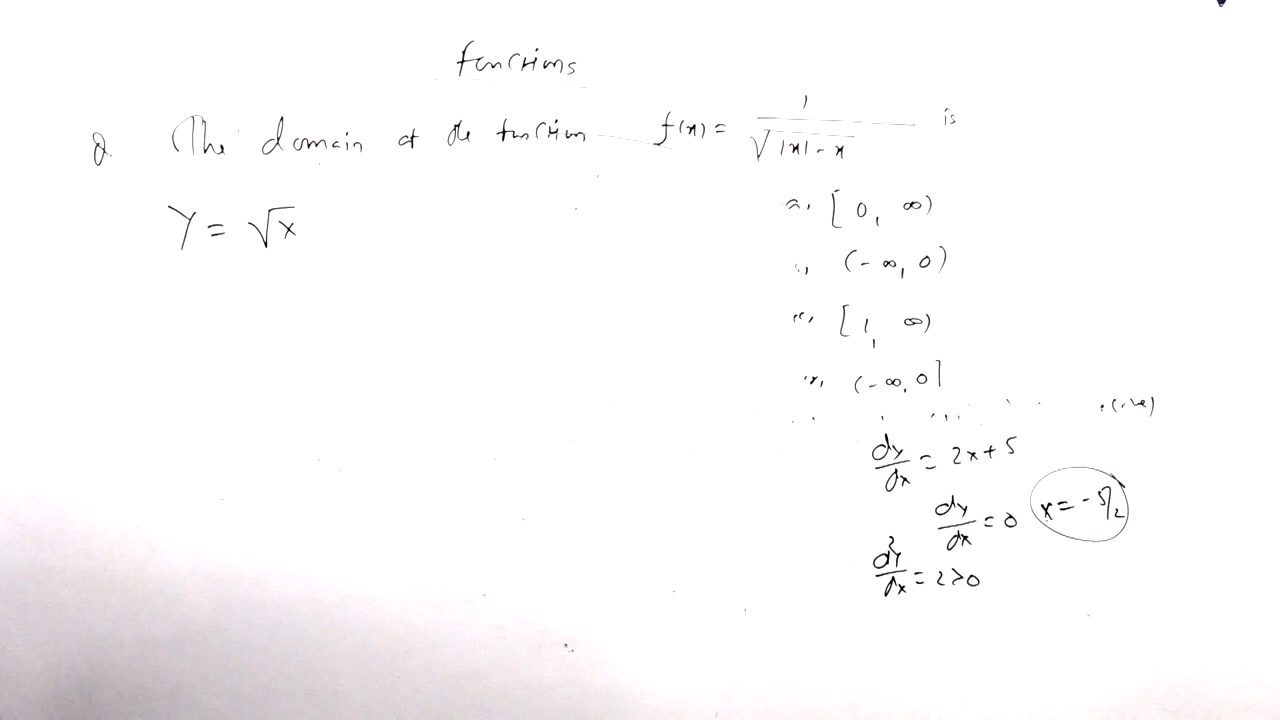 functions
Q. The domain of the function f(x) = 1/√(|x| - x) is
Y = √x
[0, ∞)
(-∞, 0)
[1, ∞)
(-∞, 0]
dy/dx = 2x + 5
dy/dx = 0 x = -5/2
d²y/dx = 2 > 0